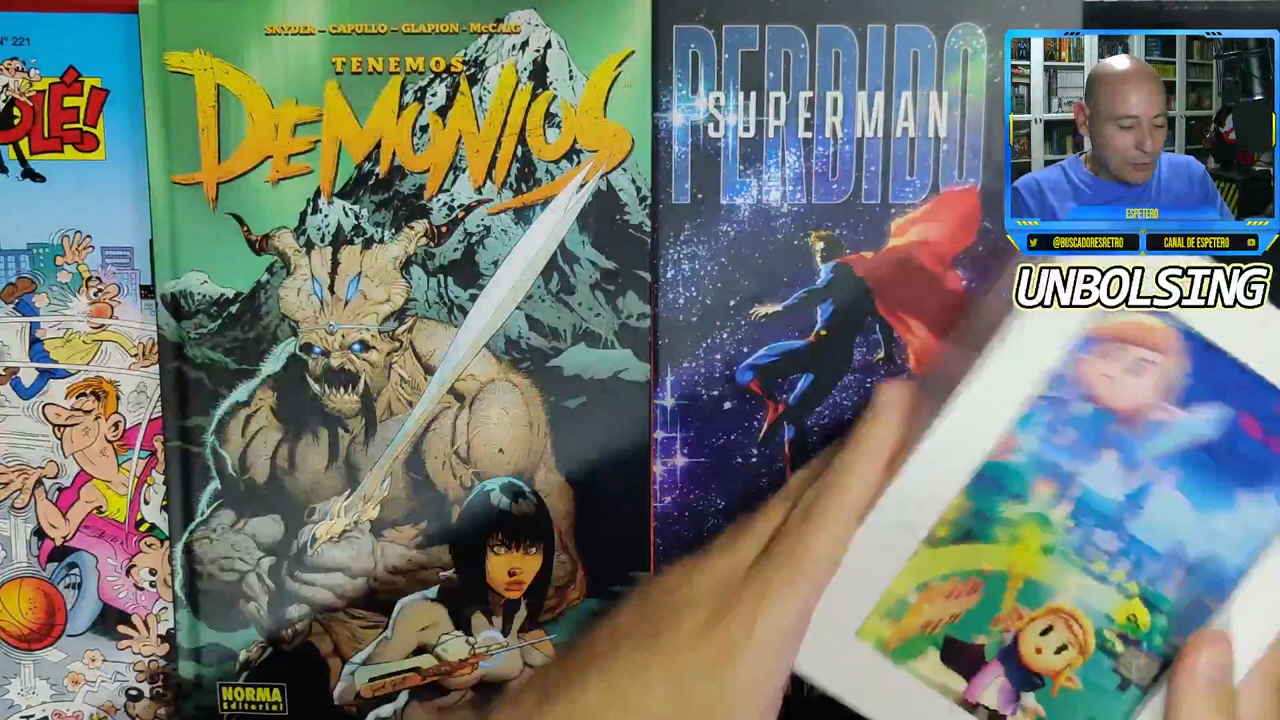 Nº 221
OLÉ!
SNYDER - CAPULLO - GLAPION - McCAIG
TENEMOS
DEMONIOS
NORMA
Editorial
PERDIDO
SUPERMAN
ESPETERO
@BUSCADORESRETRO
CANAL DE ESPETERO
UNBOLSING